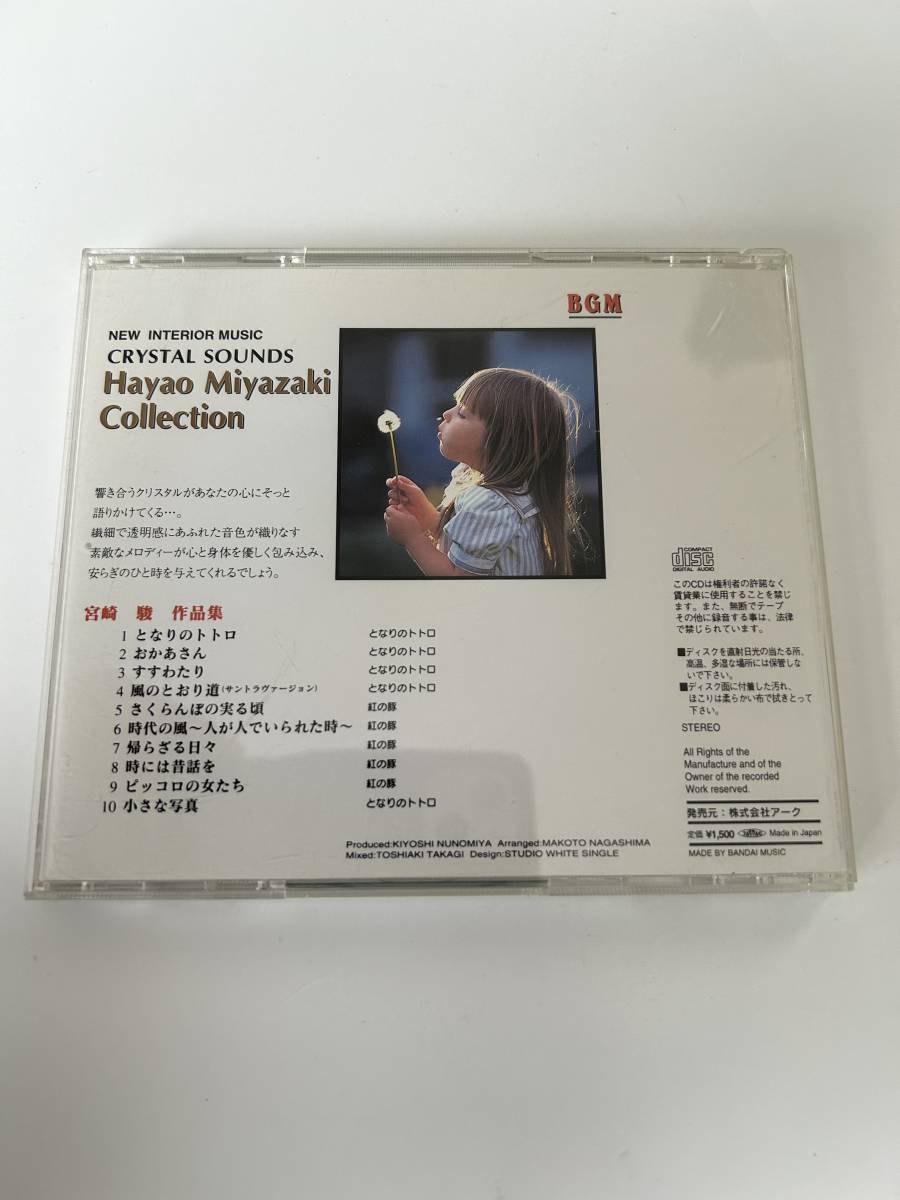 BGM
NEW INTERIOR MUSIC
CRYSTAL SOUNDS
Hayao Miyazaki
Collection
響き合うクリスタルがあなたの心にそっと
語りかけてくる…。
繊細で透明感にあふれた音色が織りなす
素敵なメロディーが心と身体を優しく包み込み、
安らぎのひと時を与えてくれるでしょう。
宮崎 駿 作品集
1 となりのトトロ となりのトトロ
2 おかあさん となりのトトロ
3 すすわたり となりのトトロ
4 風のとおり道(サントラヴァージョン) となりのトトロ
5 さくらんぼの実る頃 紅の豚
6 時代の風〜人が人でいられた時〜 紅の豚
7 帰らざる日々 紅の豚
8 時には昔話を 紅の豚
9 ピッコロの女たち 紅の豚
10 小さな写真 となりのトトロ
Produced:KIYOSHI NUNOMIYA Arranged:MAKOTO NAGASHIMA
Mixed:TOSHIAKI TAKAGI Design:STUDIO WHITE SINGLE
COMPACT
disc
DIGITAL AUDIO
このCDは権利者の許諾なく
賃貸業に使用することを禁じ
ます。また、無断でテープ
その他に録音する事は、法律
で禁じられています。
■ディスクを直射日光の当たる所、
高温、多湿な場所には保管しな
いで下さい。
■ディスク面に付着した汚れ、
ほこりは柔らかい布で拭きとって
下さい。
STEREO
All Rights of the
Manufacture and of the
Owner of the recorded
Work reserved.
発売元：株式会社アーク
定価 ¥1,500 Made in Japan
MADE BY BANDAI MUSIC